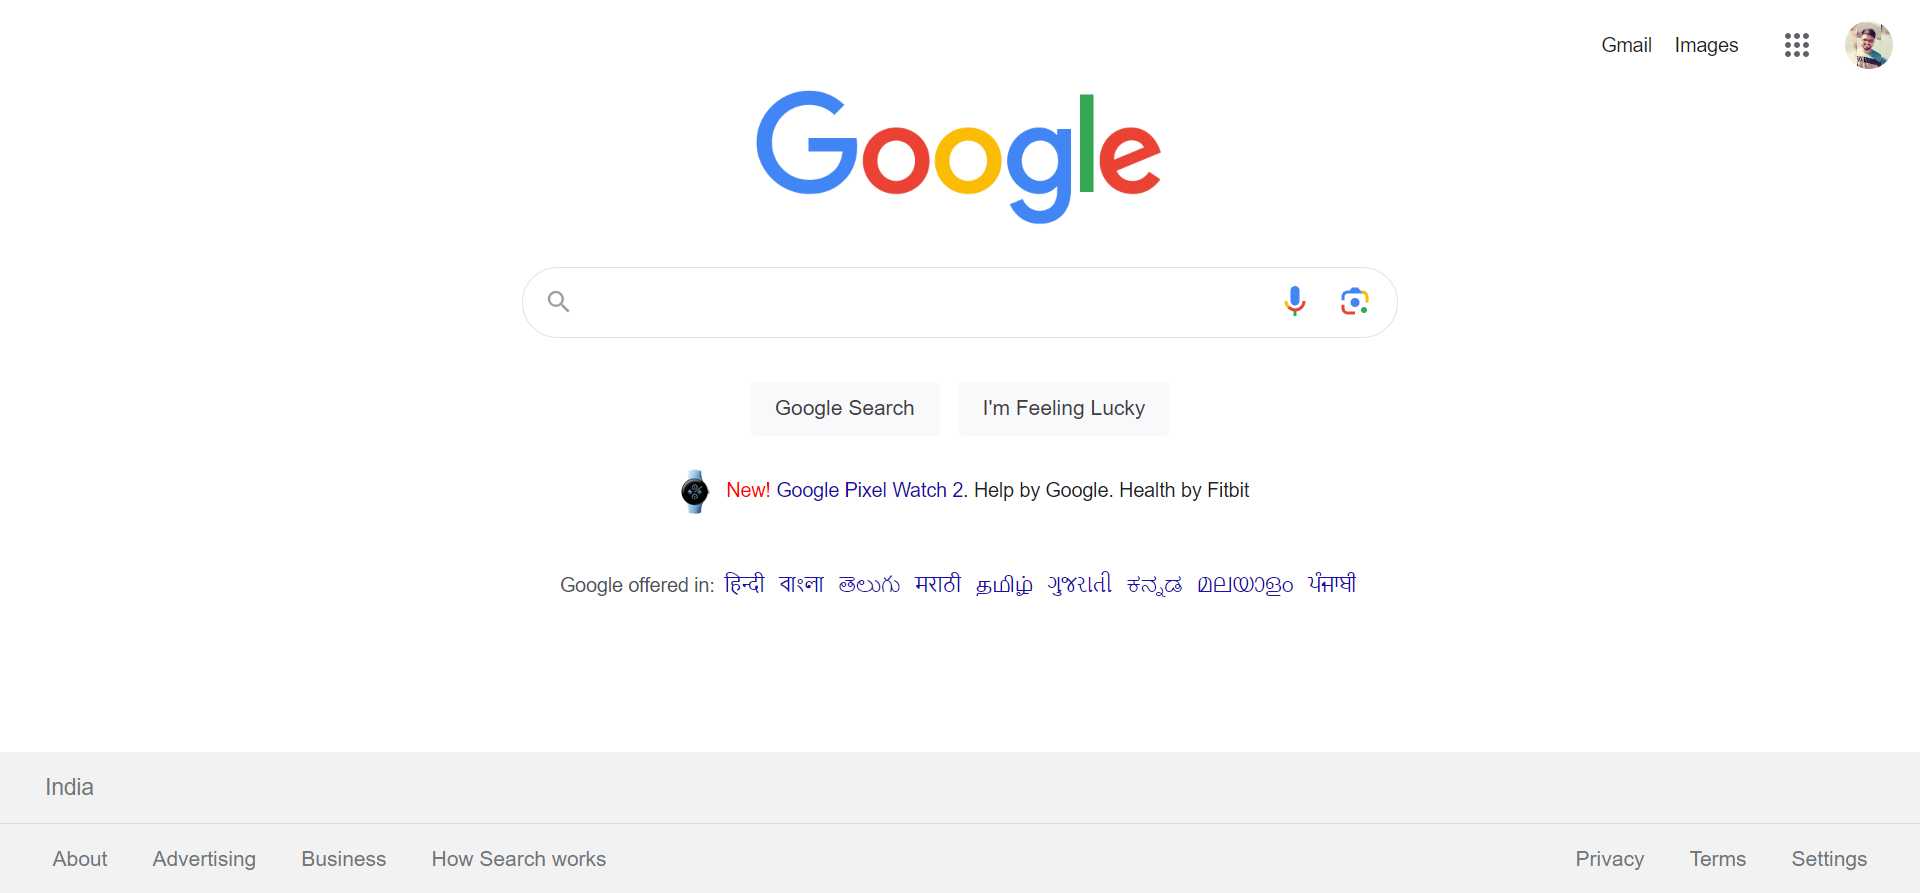 Gmail Images
Google
Google Search I'm Feeling Lucky
New! Google Pixel Watch 2. Help by Google. Health by Fitbit
Google offered in: हिन्दी বাংলা తెలుగు मराठी தமிழ் ગુજરાતી ಕನ್ನಡ മലയാളം ਪੰਜਾਬੀ
India
About Advertising Business How Search works Privacy Terms Settings